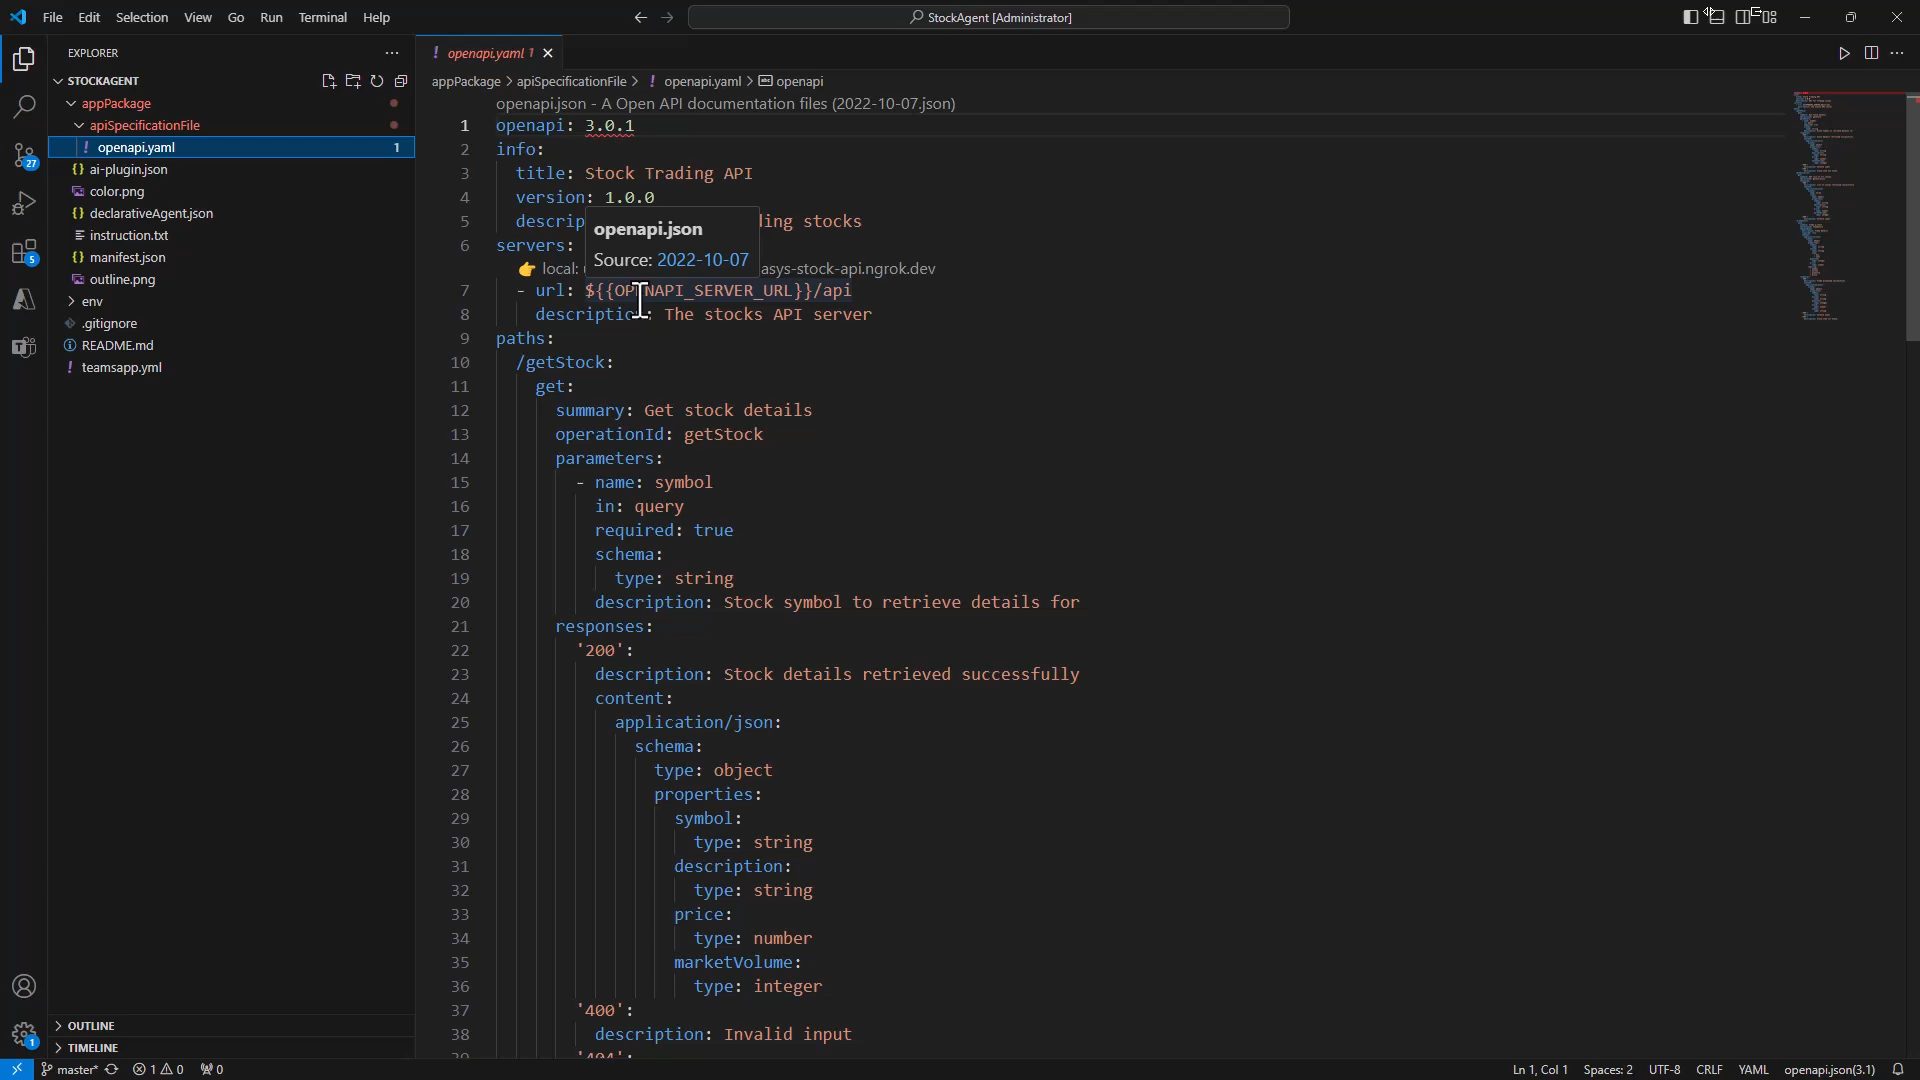 File Edit Selection View Go Run Terminal Help
StockAgent [Administrator]
EXPLORER
STOCKAGENT
appPackage
apiSpecificationFile
openapi.yaml 1
ai-plugin.json
color.png
declarativeAgent.json
instruction.txt
manifest.json
outline.png
env
.gitignore
README.md
teamsapp.yml
27
5
1
OUTLINE
TIMELINE
openapi.yaml 1
appPackage > apiSpecificationFile > ! openapi.yaml > openapi
openapi.json - A Open API documentation files (2022-10-07.json)
1 openapi: 3.0.1
2 info:
3 title: Stock Trading API
4 version: 1.0.0
5 descrip ling stocks
6 servers:
openapi.json
Source: 2022-10-07
local: asys-stock-api.ngrok.dev
7 - url: ${{OPENAPI_SERVER_URL}}/api
8 description: The stocks API server
9 paths:
10 /getStock:
11 get:
12 summary: Get stock details
13 operationId: getStock
14 parameters:
15 - name: symbol
16 in: query
17 required: true
18 schema:
19 type: string
20 description: Stock symbol to retrieve details for
21 responses:
22 '200':
23 description: Stock details retrieved successfully
24 content:
25 application/json:
26 schema:
27 type: object
28 properties:
29 symbol:
30 type: string
31 description:
32 type: string
33 price:
34 type: number
35 marketVolume:
36 type: integer
37 '400':
38 description: Invalid input
39 '404':
master* 1 0 0
Ln 1, Col 1 Spaces: 2 UTF-8 CRLF YAML openapi.json(3.1)